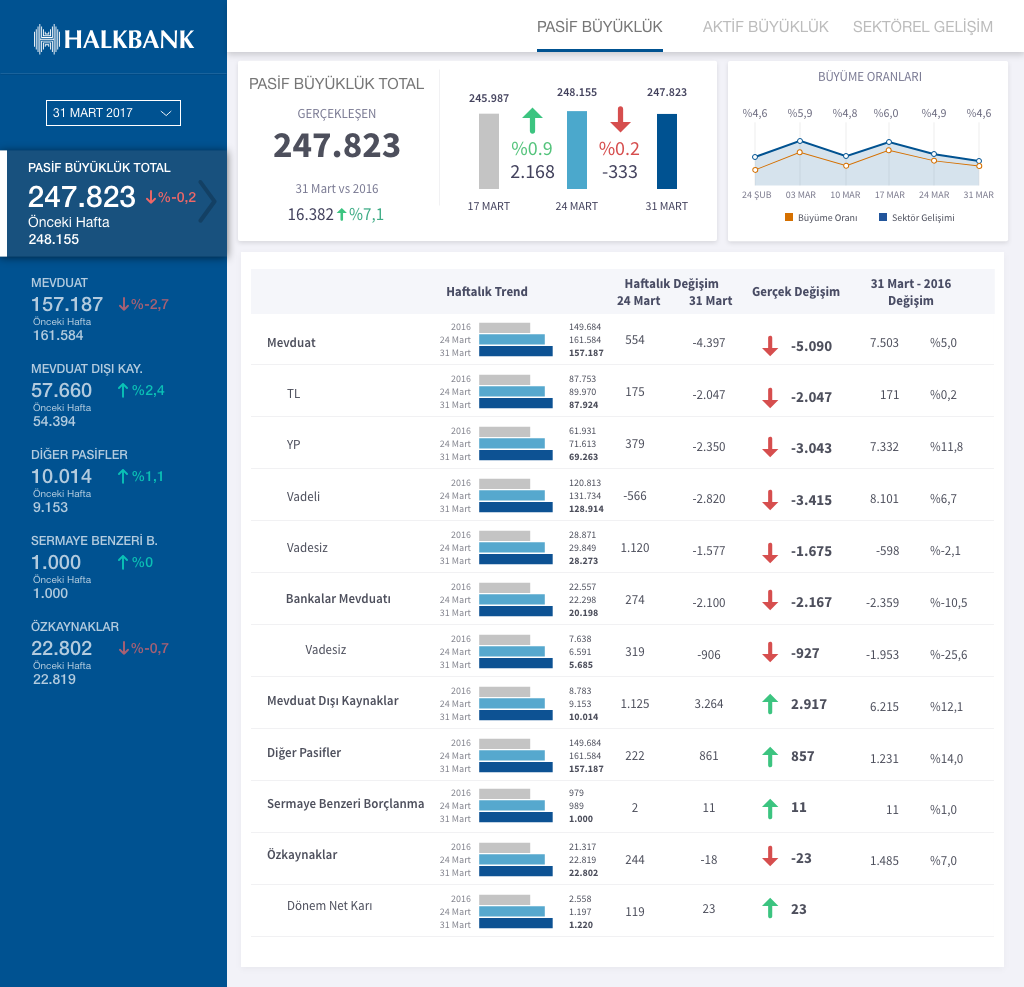 HALKBANK
31 MART 2017
PASİF BÜYÜKLÜK TOTAL
247.823 %-0,2
Önceki Hafta
248.155
MEVDUAT
157.187 %-2,7
Önceki Hafta
161.584
MEVDUAT DIŞI KAY.
57.660 %2,4
Önceki Hafta
54.394
DİĞER PASİFLER
10.014 %1,1
Önceki Hafta
9.153
SERMAYE BENZERİ B.
1.000 %0
Önceki Hafta
1.000
ÖZKAYNAKLAR
22.802 %-0,7
Önceki Hafta
22.819
PASİF BÜYÜKLÜK AKTİF BÜYÜKLÜK SEKTÖREL GELİŞİM
PASİF BÜYÜKLÜK TOTAL
GERÇEKLEŞEN
247.823
31 Mart vs 2016
16.382 %7,1
245.987 248.155 247.823
%0.9 %0.2
2.168 -333
17 MART 24 MART 31 MART
BÜYÜME ORANLARI
%4,6 %5,9 %4,8 %6,0 %4,9 %4,6
24 ŞUB 03 MAR 10 MAR 17 MAR 24 MAR 31 MAR
Büyüme Oranı Sektör Gelişimi
Haftalık Trend Haftalık Değişim Gerçek Değişim 31 Mart - 2016
24 Mart 31 Mart Değişim
2016 149.684
Mevduat 24 Mart 161.584 554 -4.397 -5.090 7.503 %5,0
31 Mart 157.187
2016 87.753
TL 24 Mart 89.970 175 -2.047 -2.047 171 %0,2
31 Mart 87.924
2016 61.931
YP 24 Mart 71.613 379 -2.350 -3.043 7.332 %11,8
31 Mart 69.263
2016 120.813
Vadeli 24 Mart 131.734 -566 -2.820 -3.415 8.101 %6,7
31 Mart 128.914
2016 28.871
Vadesiz 24 Mart 29.849 1.120 -1.577 -1.675 -598 %-2,1
31 Mart 28.273
2016 22.557
Bankalar Mevduatı 24 Mart 22.298 274 -2.100 -2.167 -2.359 %-10,5
31 Mart 20.198
2016 7.638
Vadesiz 24 Mart 6.591 319 -906 -927 -1.953 %-25,6
31 Mart 5.685
2016 8.783
Mevduat Dışı Kaynaklar 24 Mart 9.153 1.125 3.264 2.917 6.215 %12,1
31 Mart 10.014
2016 149.684
Diğer Pasifler 24 Mart 161.584 222 861 857 1.231 %14,0
31 Mart 157.187
2016 979
Sermaye Benzeri Borçlanma 24 Mart 989 2 11 11 11 %1,0
31 Mart 1.000
2016 21.317
Özkaynaklar 24 Mart 22.819 244 -18 -23 1.485 %7,0
31 Mart 22.802
2016 2.558
Dönem Net Karı 24 Mart 1.197 119 23 23
31 Mart 1.220